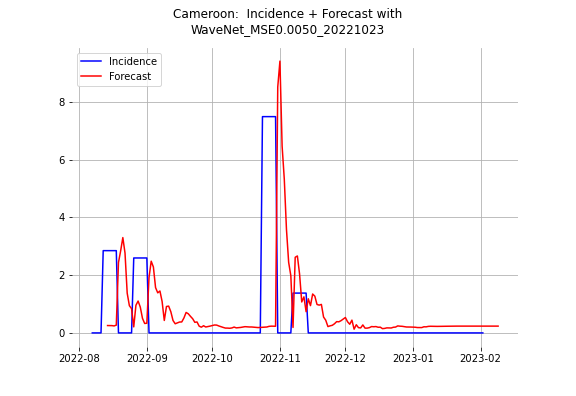 Cameroon:  Incidence + Forecast with
WaveNet_MSE0.0050_20221023
Incidence
Forecast
8
6
4
2
0
2022-08 2022-09 2022-10 2022-11 2022-12 2023-01 2023-02